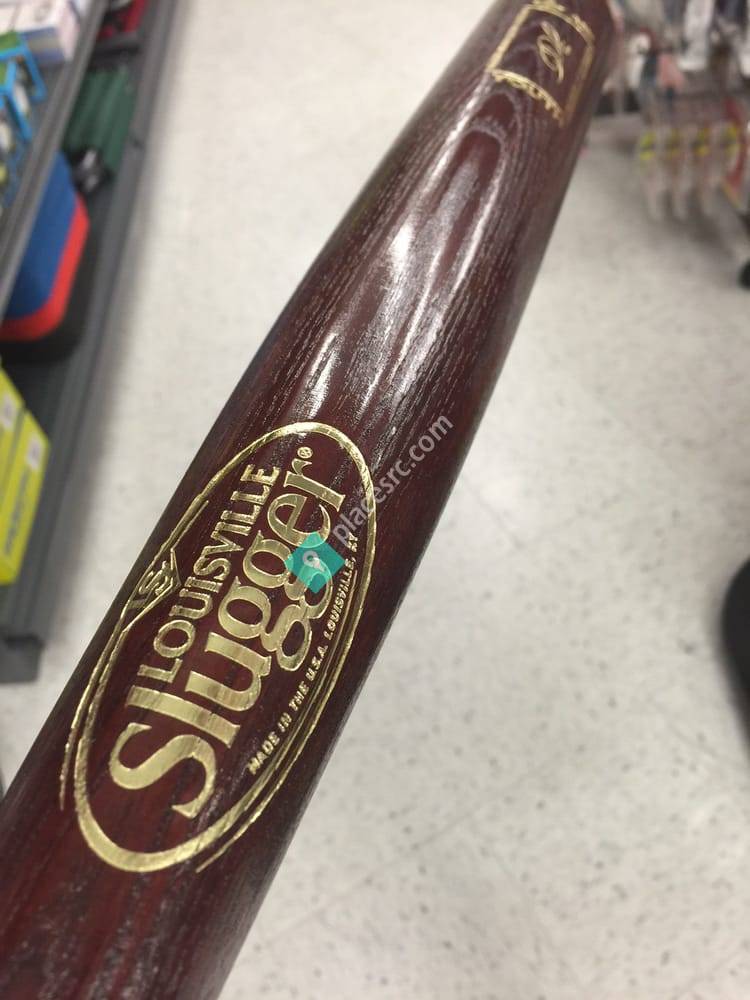 LOUISVILLE
Slugger®
MADE IN THE U.S.A. LOUISVILLE, KY
placesrc.com